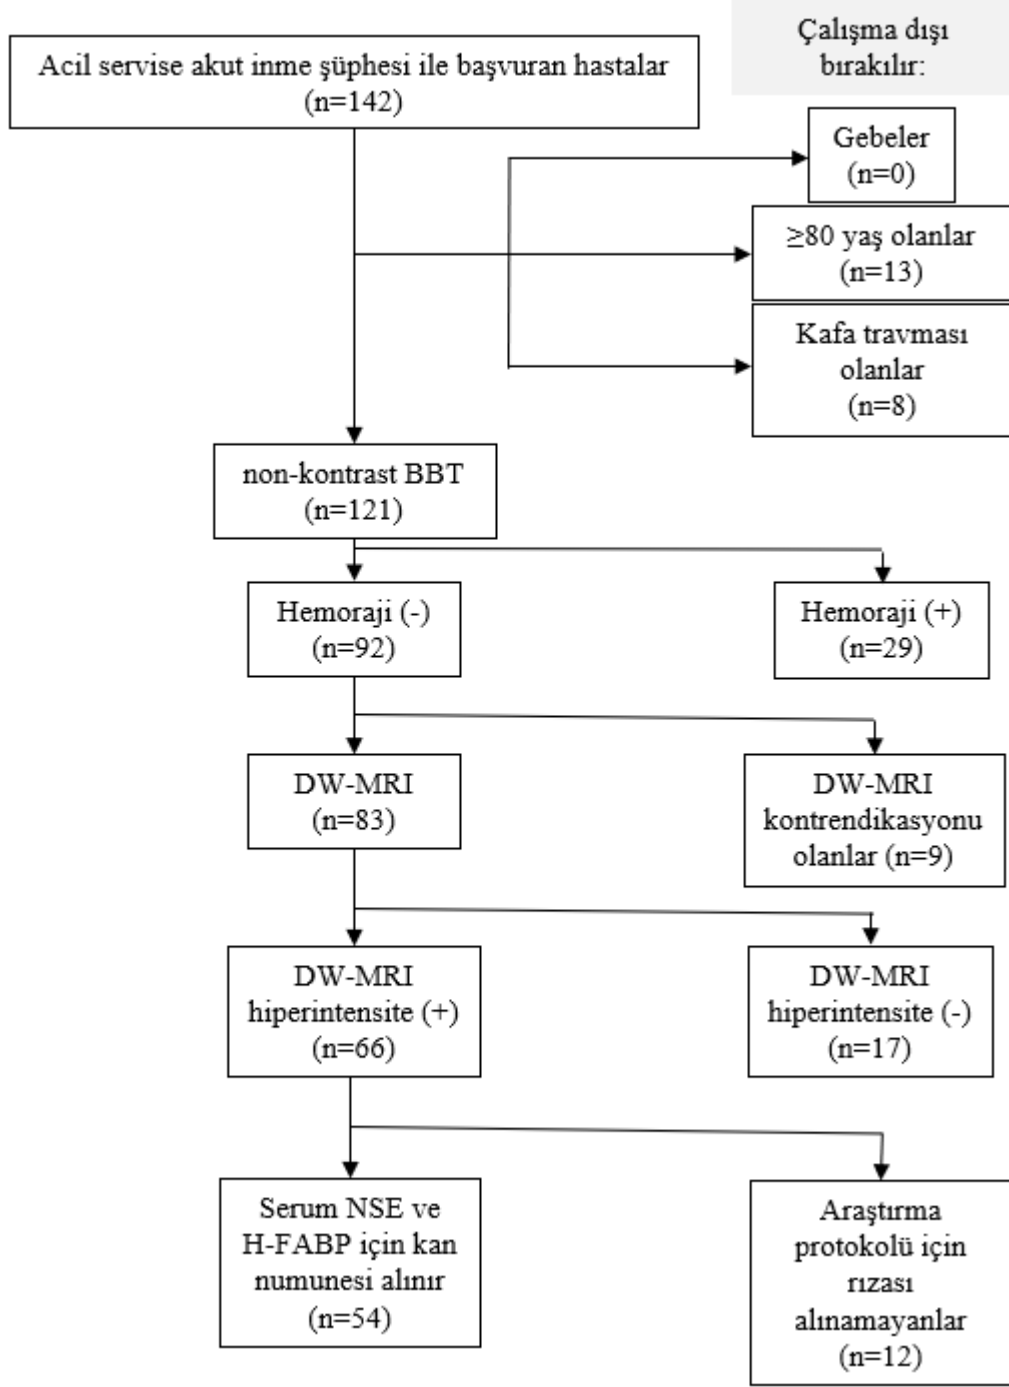 Çalışma dışı
bırakılır:
Acil servise akut inme şüphesi ile başvuran hastalar
(n=142)
Gebeler
(n=0)
≥80 yaş olanlar
(n=13)
Kafa travması
olanlar
(n=8)
non-kontrast BBT
(n=121)
Hemoraji (-)
(n=92)
Hemoraji (+)
(n=29)
DW-MRI
(n=83)
DW-MRI
kontrendikasyonu
olanlar (n=9)
DW-MRI
hiperintensite (+)
(n=66)
DW-MRI
hiperintensite (-)
(n=17)
Serum NSE ve
H-FABP için kan
numunesi alınır
(n=54)
Araştırma
protokolü için
rızası
alınamayanlar
(n=12)